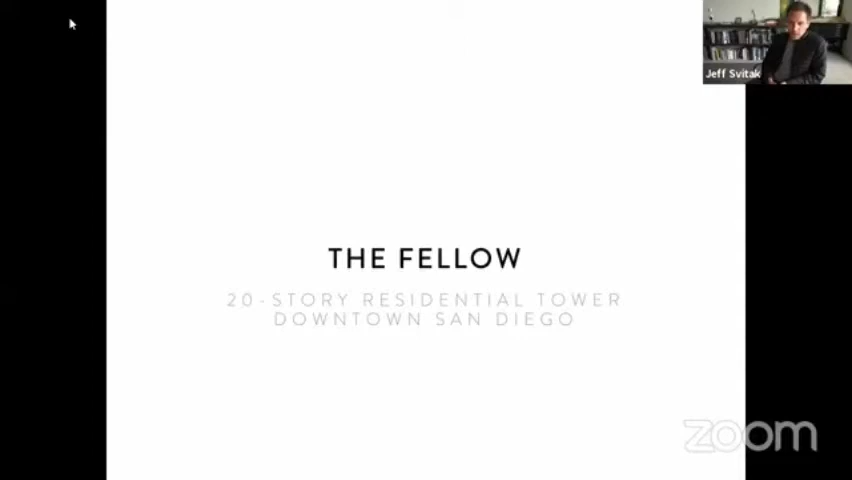 Jeff Svitak
THE FELLOW
20-STORY RESIDENTIAL TOWER
DOWNTOWN SAN DIEGO
zoom